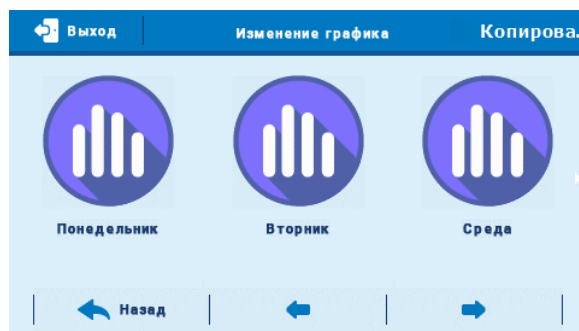 Выход
Изменение графика
Копирова.
Понедельник
Вторник
Среда
Назад